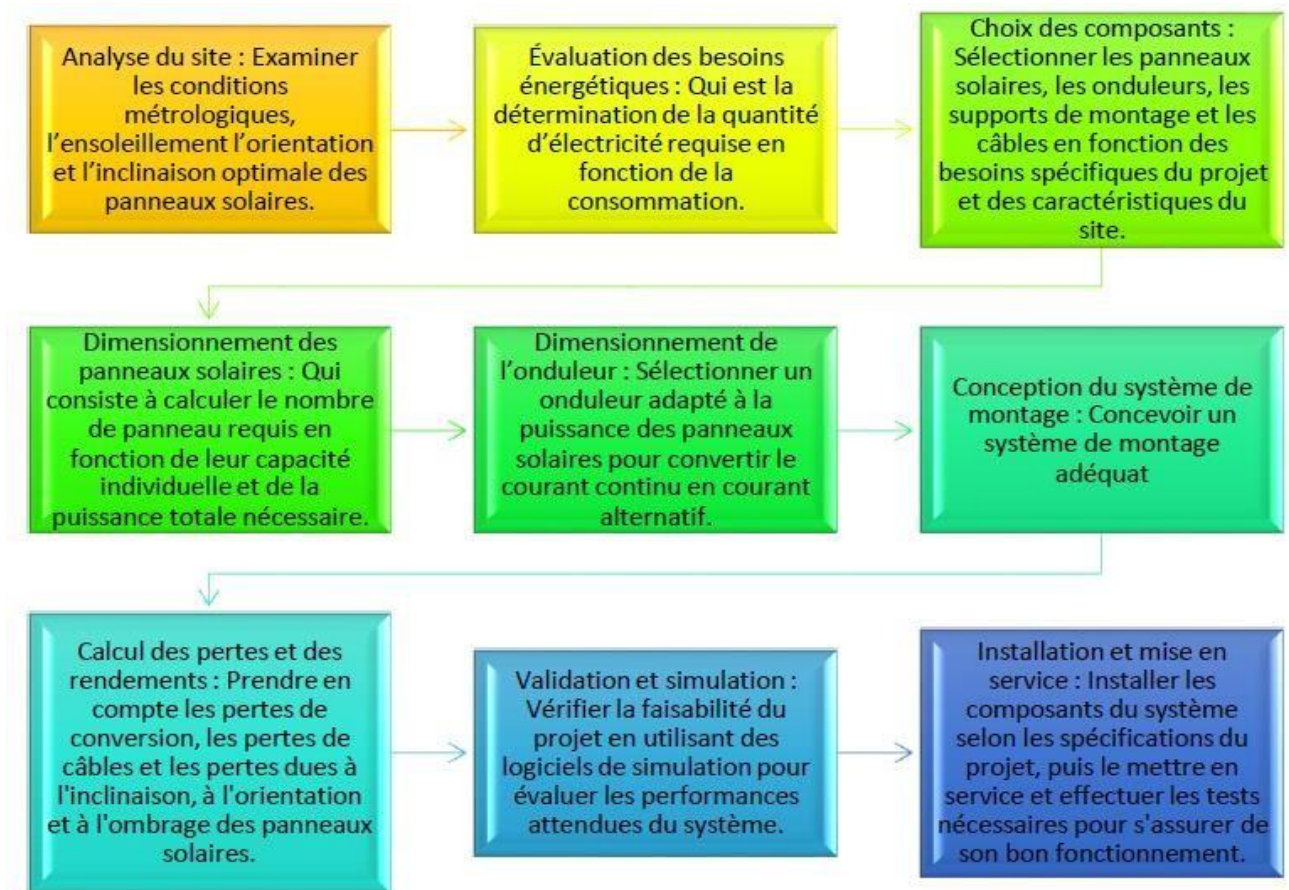 Analyse du site : Examiner
les conditions
métrologiques,
l’ensoleillement l’orientation
et l’inclinaison optimale des
panneaux solaires.
Évaluation des besoins
énergétiques : Qui est la
détermination de la quantité
d’électricité requise en
fonction de la
consommation.
Choix des composants :
Sélectionner les panneaux
solaires, les onduleurs, les
supports de montage et les
câbles en fonction des
besoins spécifiques du projet
et des caractéristiques du
site.
Dimensionnement des
panneaux solaires : Qui
consiste à calculer le nombre
de panneau requis en
fonction de leur capacité
individuelle et de la
puissance totale nécessaire.
Dimensionnement de
l’onduleur : Sélectionner un
onduleur adapté à la
puissance des panneaux
solaires pour convertir le
courant continu en courant
alternatif.
Conception du système de
montage : Concevoir un
système de montage
adéquat
Calcul des pertes et des
rendements : Prendre en
compte les pertes de
conversion, les pertes de
câbles et les pertes dues à
l'inclinaison, à l'orientation
et à l'ombrage des panneaux
solaires.
Validation et simulation :
Vérifier la faisabilité du
projet en utilisant des
logiciels de simulation pour
évaluer les performances
attendues du système.
Installation et mise en
service : Installer les
composants du système
selon les spécifications du
projet, puis le mettre en
service et effectuer les tests
nécessaires pour s'assurer de
son bon fonctionnement.